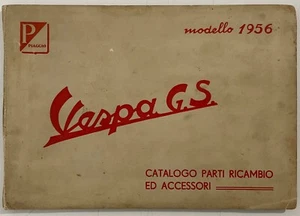 P
PIAGGIO
modello 1956
Vespa G.S.
CATALOGO PARTI RICAMBIO
ED ACCESSORI